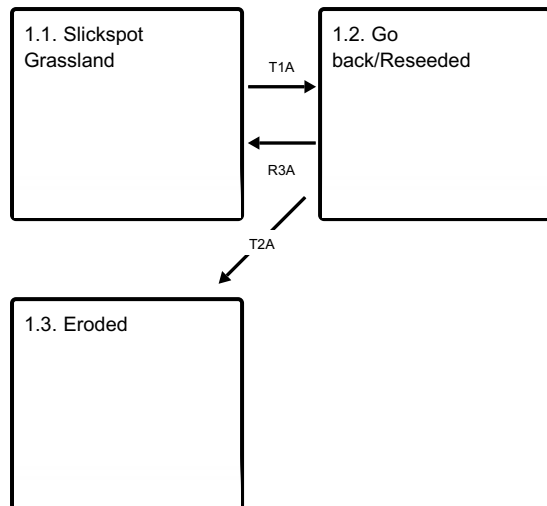 1.1. Slickspot
Grassland
1.2. Go
back/Reseeded
T1A
R3A
T2A
1.3. Eroded